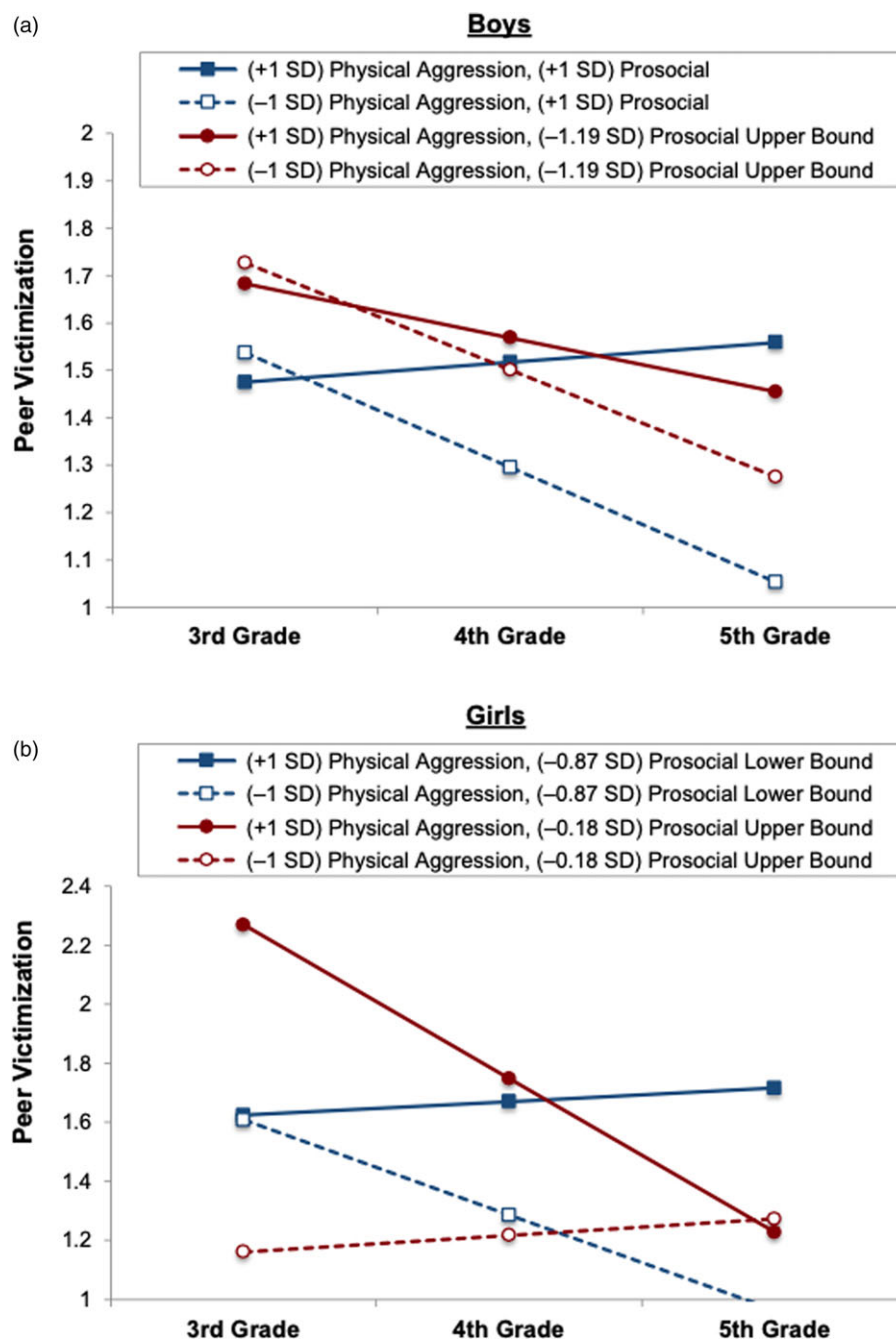 (a)
Boys
(+1 SD) Physical Aggression, (+1 SD) Prosocial
(–1 SD) Physical Aggression, (+1 SD) Prosocial
(+1 SD) Physical Aggression, (–1.19 SD) Prosocial Upper Bound
(–1 SD) Physical Aggression, (–1.19 SD) Prosocial Upper Bound
2
1.9
1.8
1.7
1.6
1.5
1.4
1.3
1.2
1.1
1
Peer Victimization
3rd Grade 4th Grade 5th Grade
Girls
(b)
(+1 SD) Physical Aggression, (–0.87 SD) Prosocial Lower Bound
(–1 SD) Physical Aggression, (–0.87 SD) Prosocial Lower Bound
(+1 SD) Physical Aggression, (–0.18 SD) Prosocial Upper Bound
(–1 SD) Physical Aggression, (–0.18 SD) Prosocial Upper Bound
2.4
2.2
2
1.8
1.6
1.4
1.2
1
Peer Victimization
3rd Grade 4th Grade 5th Grade